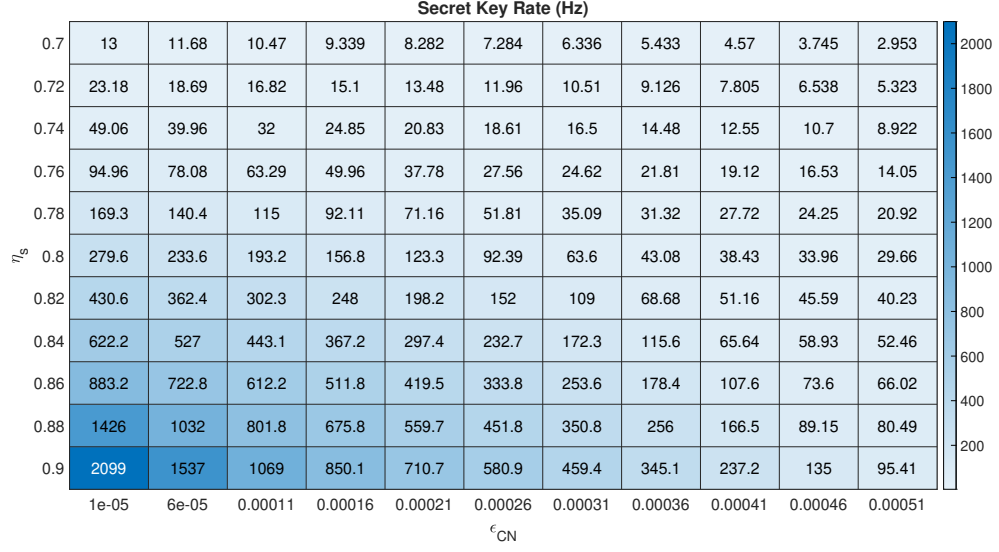 Secret Key Rate (Hz)
0.7 13 11.68 10.47 9.339 8.282 7.284 6.336 5.433 4.57 3.745 2.953
0.72 23.18 18.69 16.82 15.1 13.48 11.96 10.51 9.126 7.805 6.538 5.323
0.74 49.06 39.96 32 24.85 20.83 18.61 16.5 14.48 12.55 10.7 8.922
0.76 94.96 78.08 63.29 49.96 37.78 27.56 24.62 21.81 19.12 16.53 14.05
0.78 169.3 140.4 115 92.11 71.16 51.81 35.09 31.32 27.72 24.25 20.92
0.8 279.6 233.6 193.2 156.8 123.3 92.39 63.6 43.08 38.43 33.96 29.66
0.82 430.6 362.4 302.3 248 198.2 152 109 68.68 51.16 45.59 40.23
0.84 622.2 527 443.1 367.2 297.4 232.7 172.3 115.6 65.64 58.93 52.46
0.86 883.2 722.8 612.2 511.8 419.5 333.8 253.6 178.4 107.6 73.6 66.02
0.88 1426 1032 801.8 675.8 559.7 451.8 350.8 256 166.5 89.15 80.49
0.9 2099 1537 1069 850.1 710.7 580.9 459.4 345.1 237.2 135 95.41
1e-05 6e-05 0.00011 0.00016 0.00021 0.00026 0.00031 0.00036 0.00041 0.00046 0.00051
ϵ_CN
η_s
2000
1800
1600
1400
1200
1000
800
600
400
200